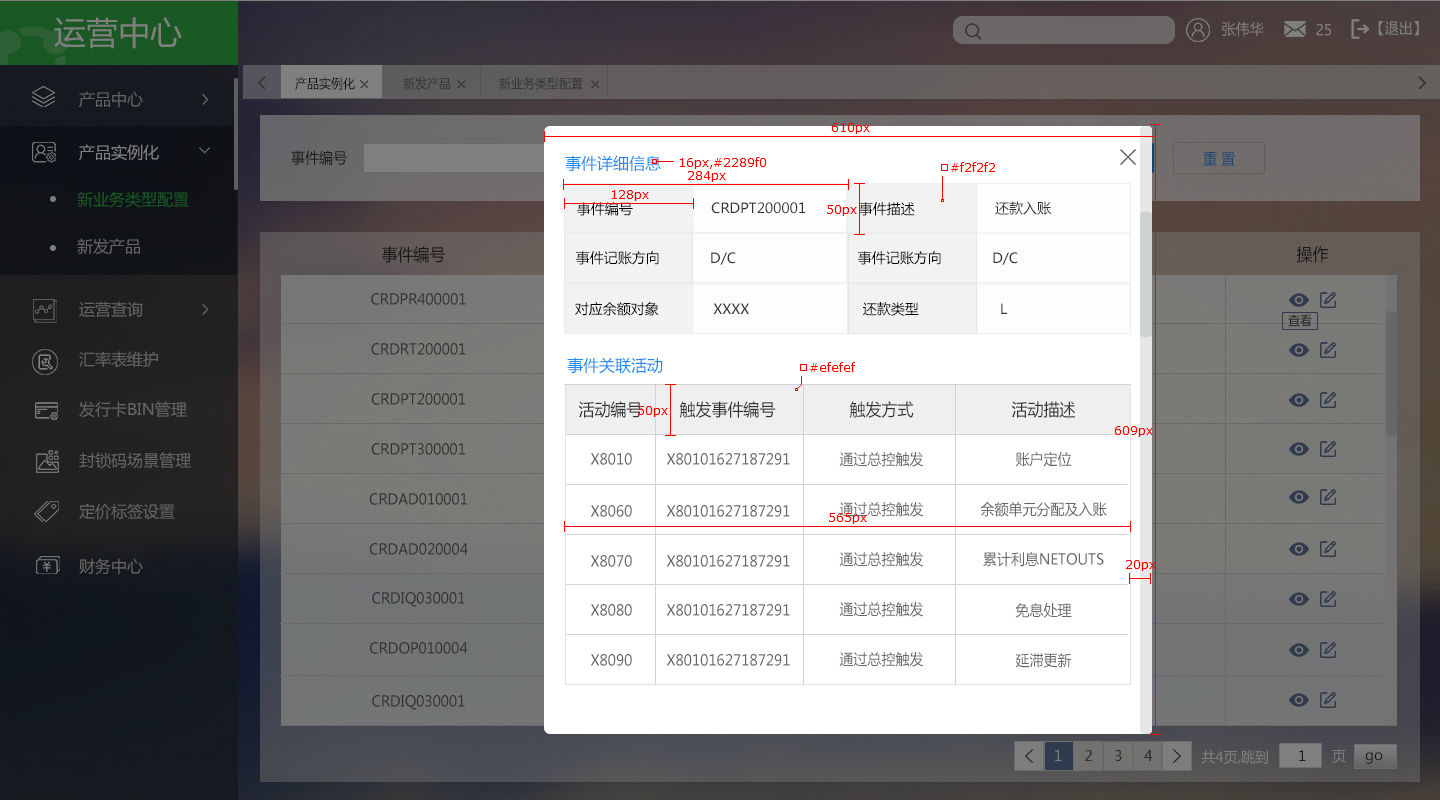 运营中心
张伟华
25
【退出】
产品中心
产品实例化
新业务类型配置
新发产品
运营查询
汇率表维护
发行卡BIN管理
封锁码场景管理
定价标签设置
财务中心
产品实例化 × 新发产品 × 新业务类型配置 ×
事件编号
重 置
事件编号
操作
CRDPR400001
查看
CRDRT200001
CRDPT200001
CRDPT300001
CRDAD010001
CRDAD020004
CRDIQ030001
CRDOP010004
CRDIQ030001
610px
事件详细信息
16px,#2289f0
#f2f2f2
284px
128px
50px
事件编号 CRDPT200001 事件描述 还款入账
事件记账方向 D/C 事件记账方向 D/C
对应余额对象 XXXX 还款类型 L
事件关联活动
#efefef
50px
活动编号 触发事件编号 触发方式 活动描述
609px
X8010 X80101627187291 通过总控触发 账户定位
X8060 X80101627187291 通过总控触发 余额单元分配及入账
565px
X8070 X80101627187291 通过总控触发 累计利息NETOUTS
20px
X8080 X80101627187291 通过总控触发 免息处理
X8090 X80101627187291 通过总控触发 延滞更新
1 2 3 4 共4页,跳到 1 页 go